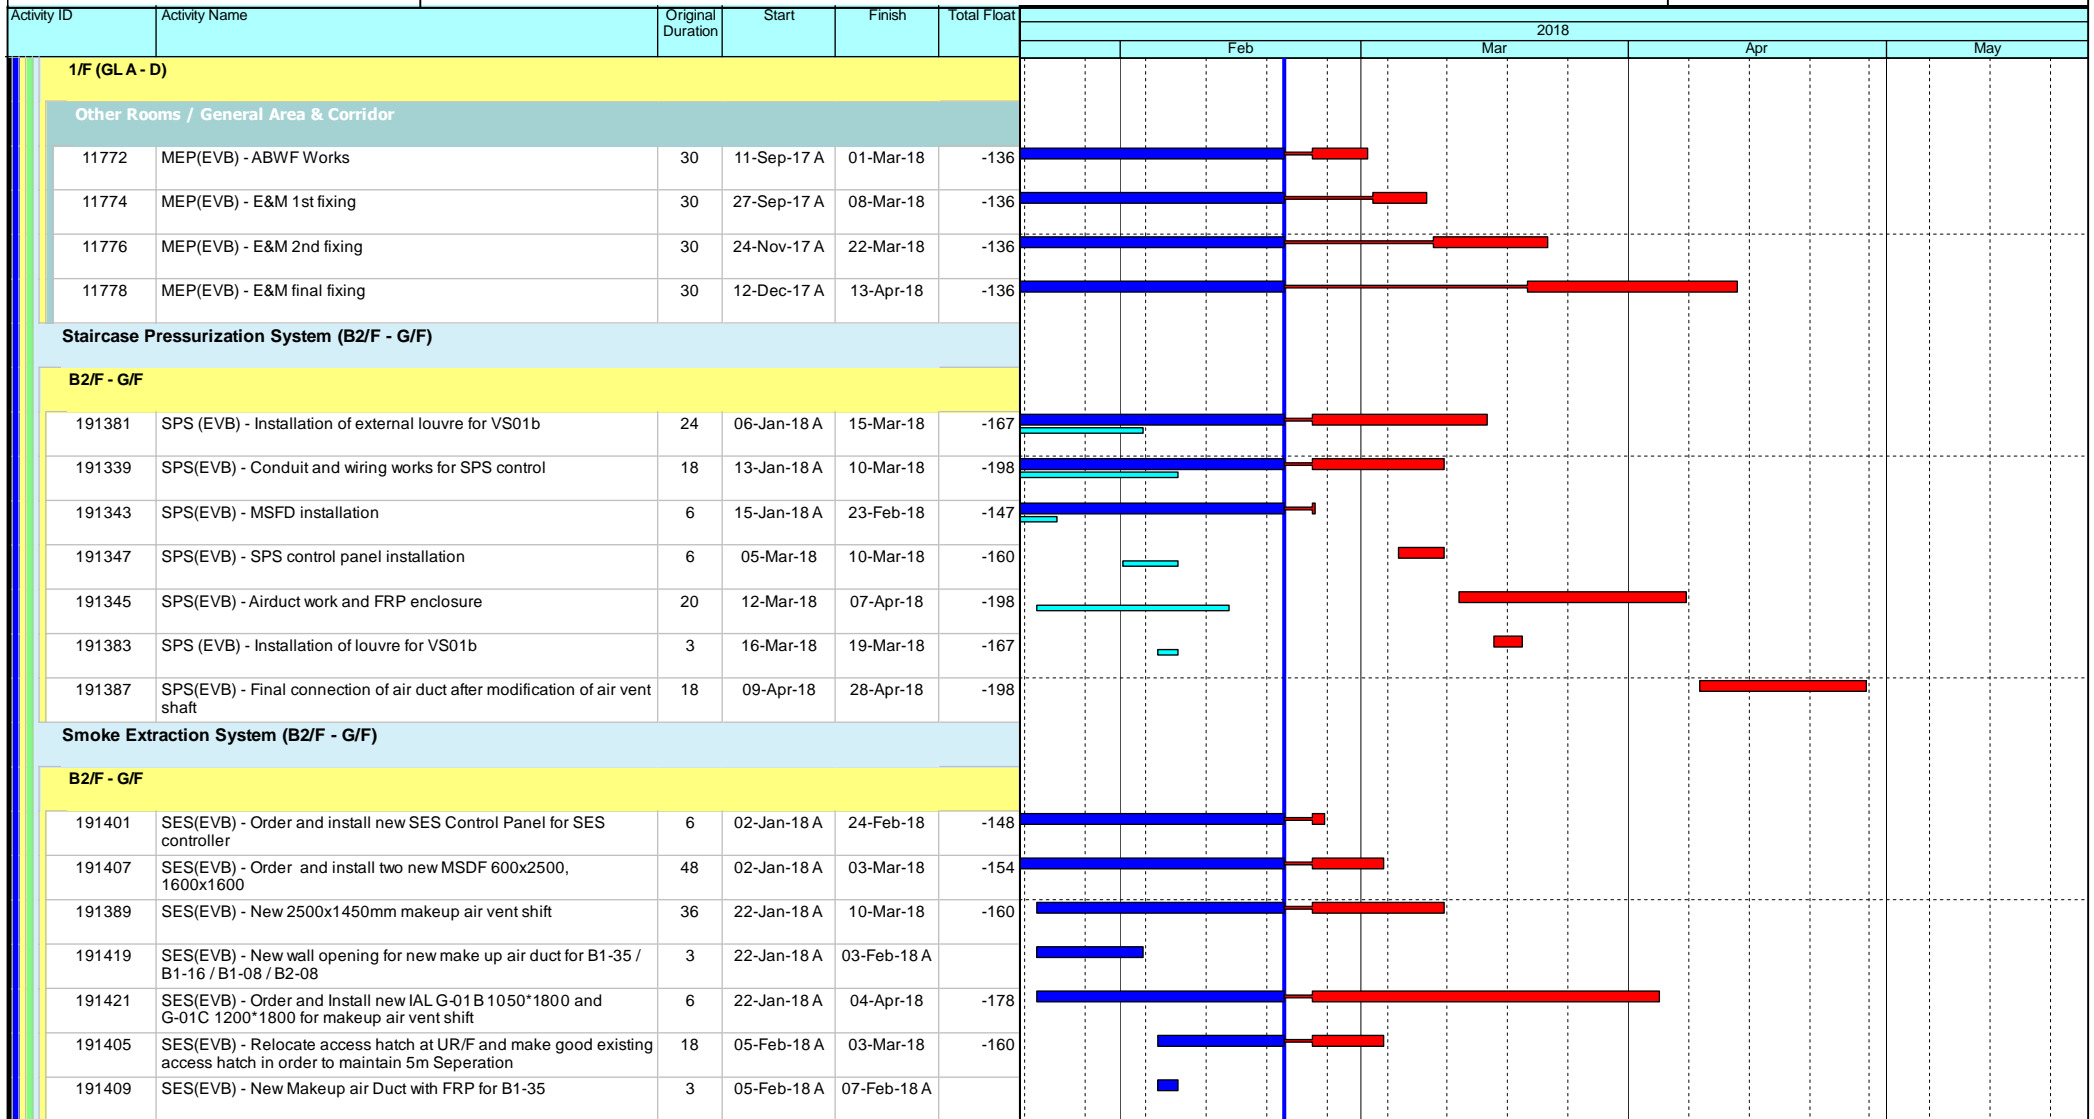 Activity ID Activity Name Original Duration Start Finish Total Float
2018
Feb Mar Apr May
1/F (GL A - D)
Other Rooms / General Area & Corridor
11772 MEP(EVB) - ABWF Works 30 11-Sep-17 A 01-Mar-18 -136
11774 MEP(EVB) - E&M 1st fixing 30 27-Sep-17 A 08-Mar-18 -136
11776 MEP(EVB) - E&M 2nd fixing 30 24-Nov-17 A 22-Mar-18 -136
11778 MEP(EVB) - E&M final fixing 30 12-Dec-17 A 13-Apr-18 -136
Staircase Pressurization System (B2/F - G/F)
B2/F - G/F
191381 SPS (EVB) - Installation of external louvre for VS01b 24 06-Jan-18 A 15-Mar-18 -167
191339 SPS(EVB) - Conduit and wiring works for SPS control 18 13-Jan-18 A 10-Mar-18 -198
191343 SPS(EVB) - MSFD installation 6 15-Jan-18 A 23-Feb-18 -147
191347 SPS(EVB) - SPS control panel installation 6 05-Mar-18 10-Mar-18 -160
191345 SPS(EVB) - Airduct work and FRP enclosure 20 12-Mar-18 07-Apr-18 -198
191383 SPS (EVB) - Installation of louvre for VS01b 3 16-Mar-18 19-Mar-18 -167
191387 SPS(EVB) - Final connection of air duct after modification of air vent 18 09-Apr-18 28-Apr-18 -198
shaft
Smoke Extraction System (B2/F - G/F)
B2/F - G/F
191401 SES(EVB) - Order and install new SES Control Panel for SES 6 02-Jan-18 A 24-Feb-18 -148
controller
191407 SES(EVB) - Order and install two new MSDF 600x2500, 48 02-Jan-18 A 03-Mar-18 -154
1600x1600
191389 SES(EVB) - New 2500x1450mm makeup air vent shift 36 22-Jan-18 A 10-Mar-18 -160
191419 SES(EVB) - New wall opening for new make up air duct for B1-35 / 3 22-Jan-18 A 03-Feb-18 A
B1-16 / B1-08 / B2-08
191421 SES(EVB) - Order and Install new IAL G-01B 1050*1800 and 6 22-Jan-18 A 04-Apr-18 -178
G-01C 1200*1800 for makeup air vent shift
191405 SES(EVB) - Relocate access hatch at UR/F and make good existing 18 05-Feb-18 A 03-Mar-18 -160
access hatch in order to maintain 5m Seperation
191409 SES(EVB) - New Makeup air Duct with FRP for B1-35 3 05-Feb-18 A 07-Feb-18 A